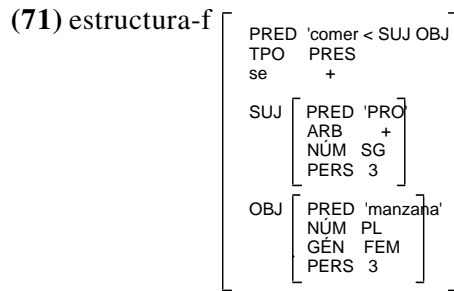 (71) estructura-f
PRED 'comer < SUJ OBJ
TPO PRES
se +
SUJ PRED 'PRO'
ARB +
NÚM SG
PERS 3
OBJ PRED 'manzana'
NÚM PL
GÉN FEM
PERS 3